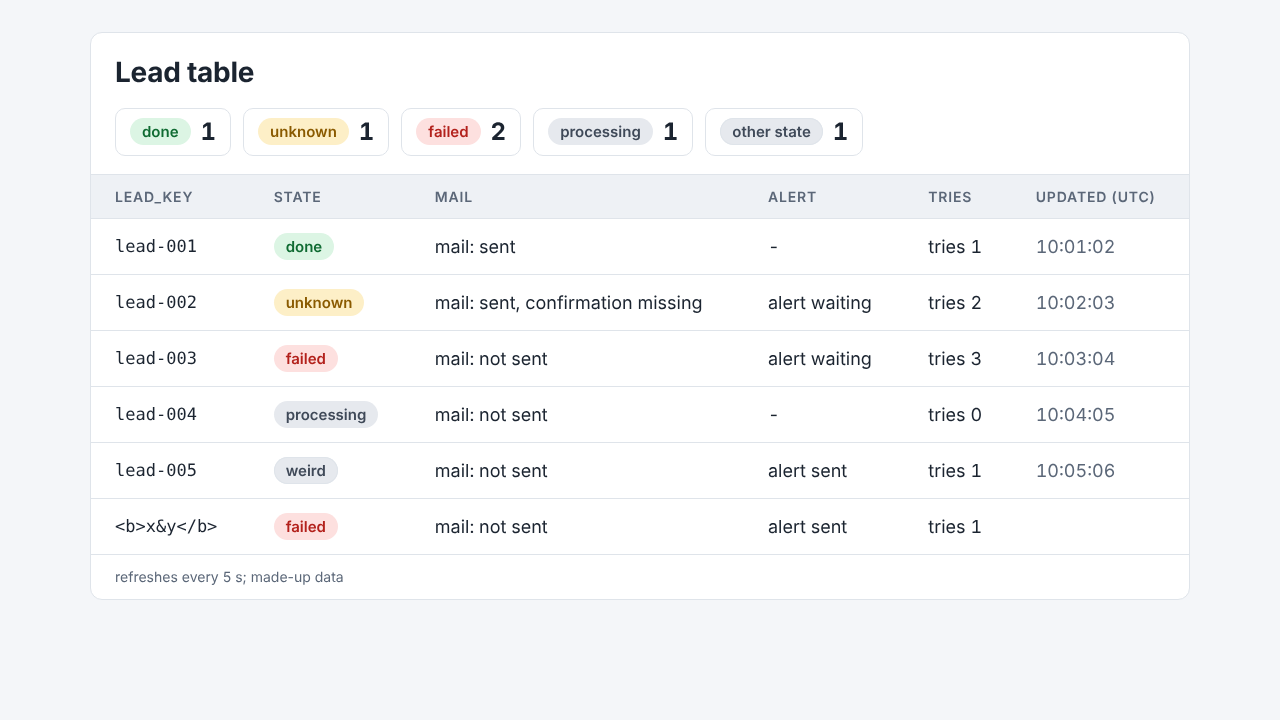 Lead table
done 1 unknown 1 failed 2 processing 1 other state 1
LEAD_KEY STATE MAIL ALERT TRIES UPDATED (UTC)
lead-001 done mail: sent - tries 1 10:01:02
lead-002 unknown mail: sent, confirmation missing alert waiting tries 2 10:02:03
lead-003 failed mail: not sent alert waiting tries 3 10:03:04
lead-004 processing mail: not sent - tries 0 10:04:05
lead-005 weird mail: not sent alert sent tries 1 10:05:06
<b>x&y</b> failed mail: not sent alert sent tries 1
refreshes every 5 s; made-up data